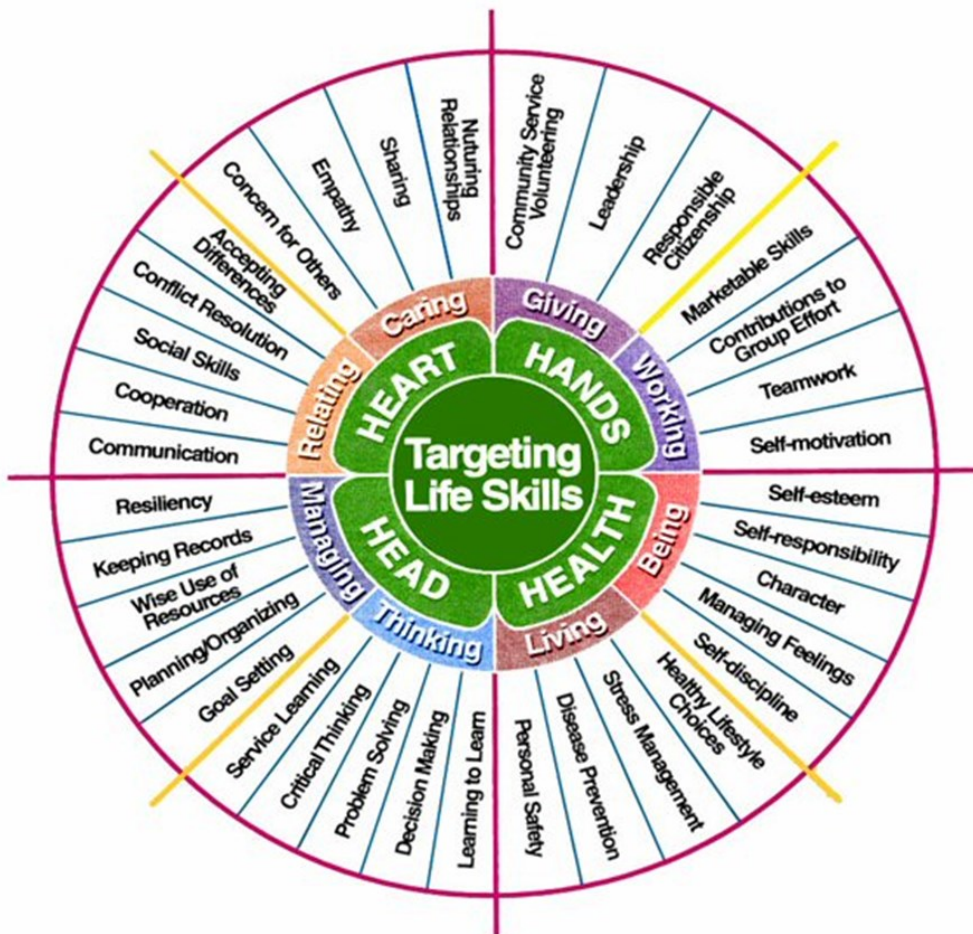 Targeting
Life Skills
HEART
HANDS
HEALTH
HEAD
Caring
Giving
Working
Being
Living
Thinking
Managing
Relating
Community Service
Volunteering
Leadership
Responsible
Citizenship
Marketable Skills
Contributions to
Group Effort
Teamwork
Self-motivation
Self-esteem
Self-responsibility
Character
Managing Feelings
Self-discipline
Healthy Lifestyle
Choices
Stress Management
Disease Prevention
Personal Safety
Learning to Learn
Decision Making
Problem Solving
Critical Thinking
Service Learning
Goal Setting
Planning/Organizing
Wise Use of
Resources
Keeping Records
Resiliency
Communication
Cooperation
Social Skills
Conflict Resolution
Accepting
Differences
Concern for Others
Empathy
Sharing
Nuturing
Relationships